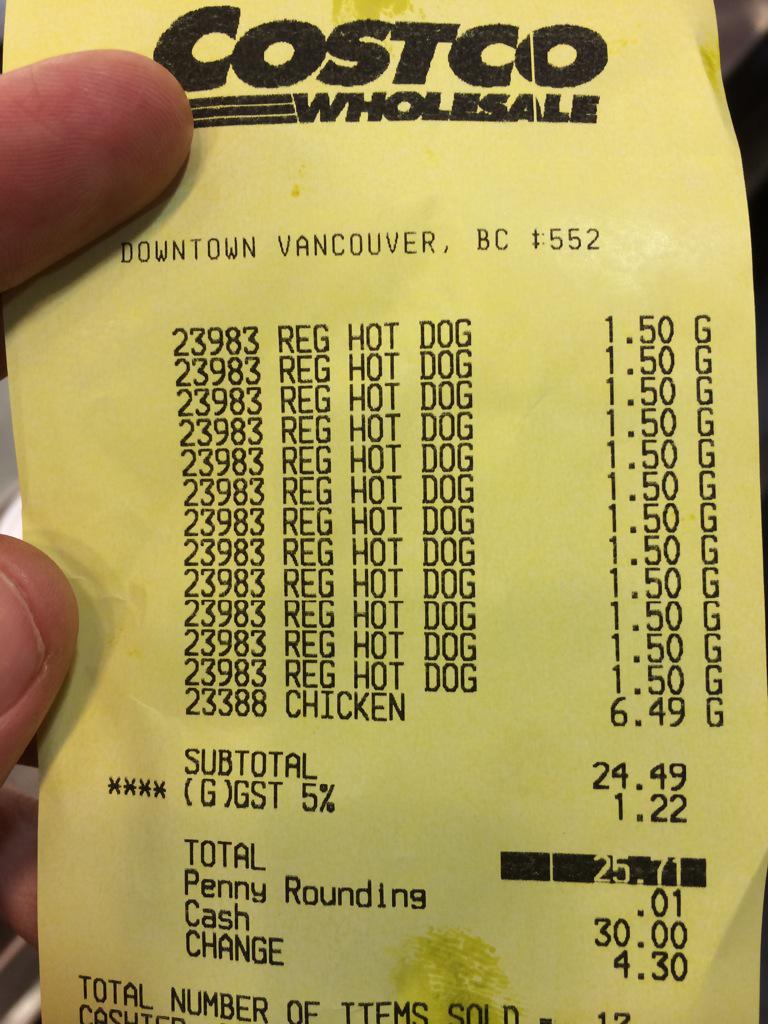 COSTCO
WHOLESALE
DOWNTOWN VANCOUVER, BC #552
23983 REG HOT DOG 1.50 G
23983 REG HOT DOG 1.50 G
23983 REG HOT DOG 1.50 G
23983 REG HOT DOG 1.50 G
23983 REG HOT DOG 1.50 G
23983 REG HOT DOG 1.50 G
23983 REG HOT DOG 1.50 G
23983 REG HOT DOG 1.50 G
23983 REG HOT DOG 1.50 G
23983 REG HOT DOG 1.50 G
23983 REG HOT DOG 1.50 G
23983 REG HOT DOG 1.50 G
23388 CHICKEN 6.49 G
SUBTOTAL 24.49
**** (G)GST 5% 1.22
TOTAL 25.71
Penny Rounding .01
Cash 30.00
CHANGE 4.30
TOTAL NUMBER OF ITEMS SOLD =
CASHIER